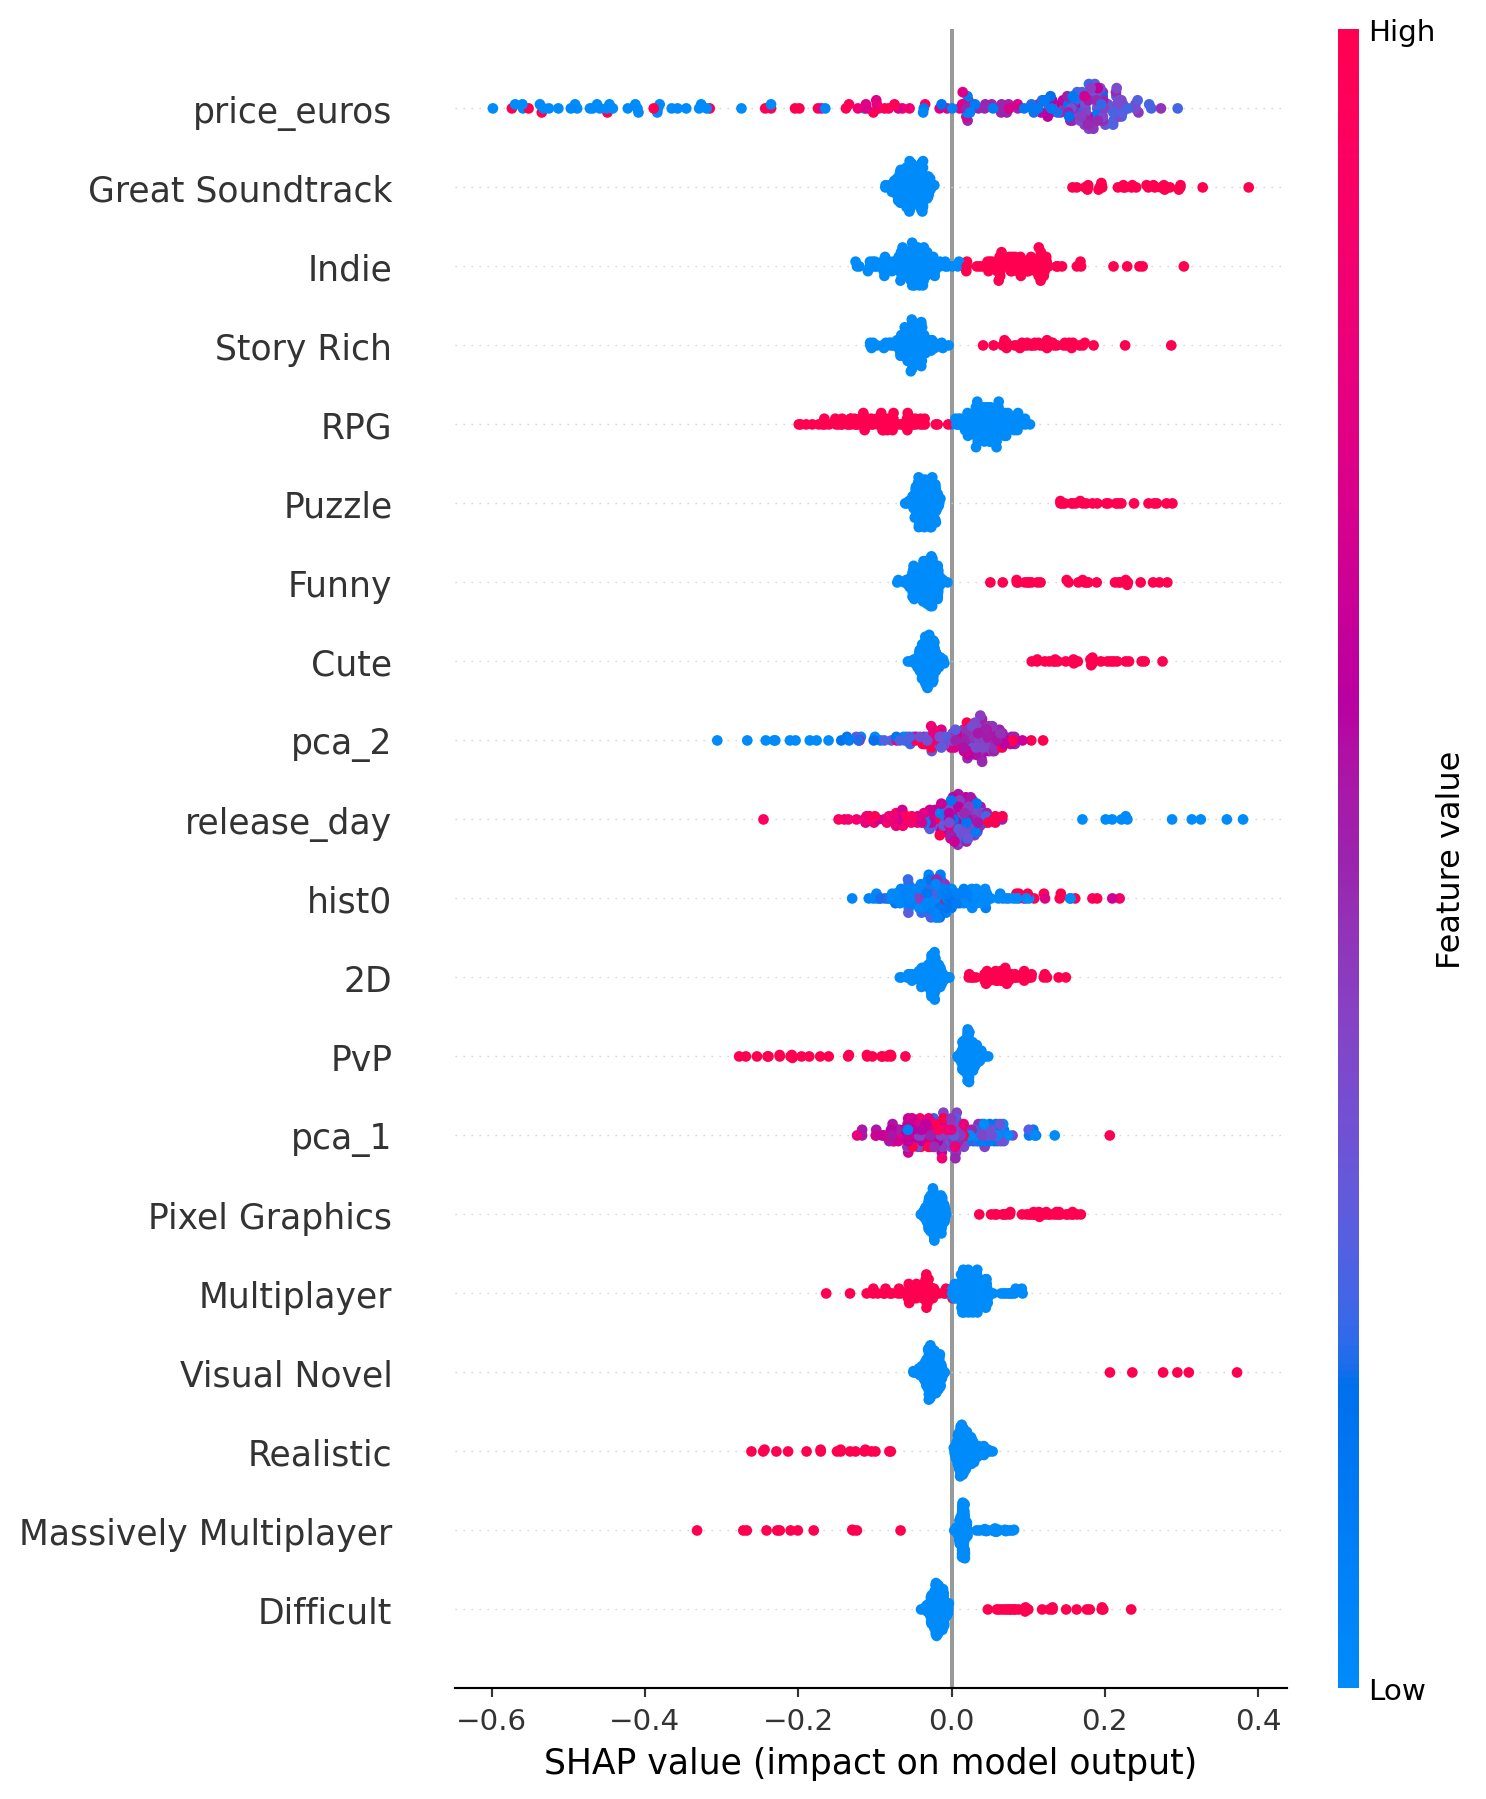 High
price_euros
Great Soundtrack
Indie
Story Rich
RPG
Puzzle
Funny
Cute
pca_2
release_day
hist0
2D
PvP
pca_1
Pixel Graphics
Multiplayer
Visual Novel
Realistic
Massively Multiplayer
Difficult
Feature value
Low
−0.6 −0.4 −0.2 0.0 0.2 0.4
SHAP value (impact on model output)